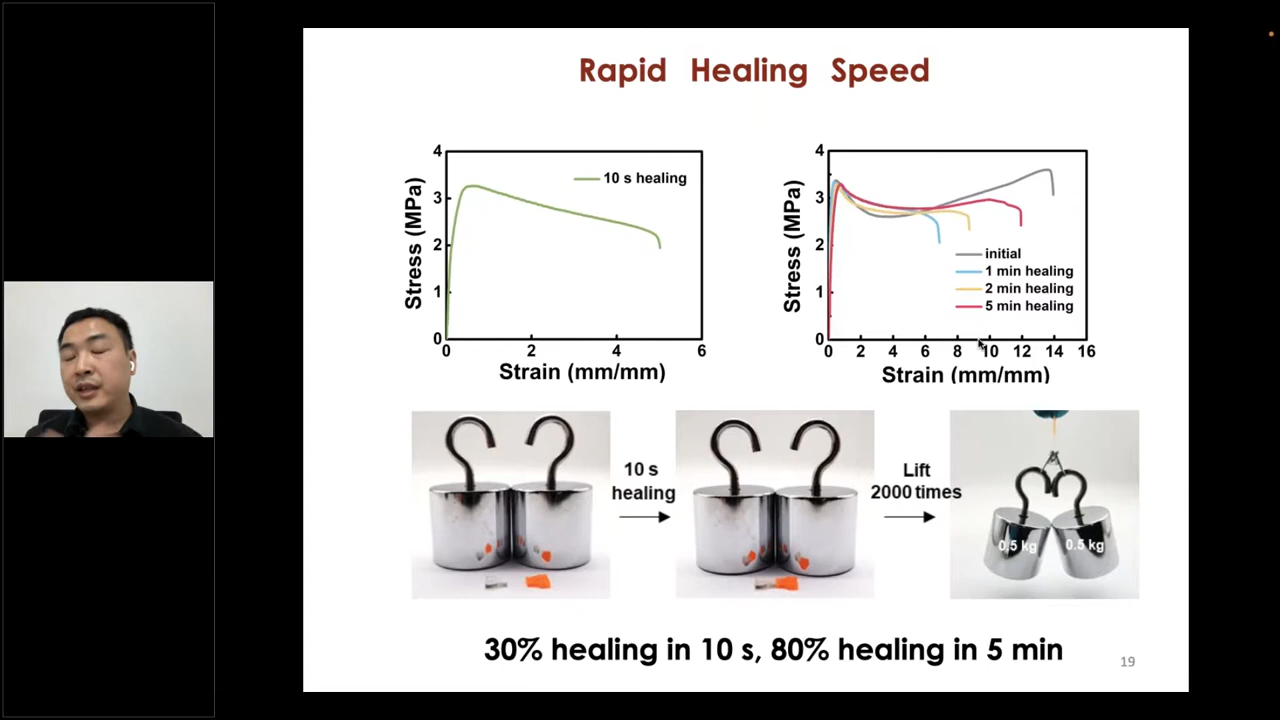 Rapid Healing Speed
4
3
2
1
0
Stress (MPa)
10 s healing
0 2 4 6
Strain (mm/mm)
4
3
2
1
0
Stress (MPa)
initial
1 min healing
2 min healing
5 min healing
0 2 4 6 8 10 12 14 16
Strain (mm/mm)
10 s
healing
Lift
2000 times
0.5 kg 0.5 kg
30% healing in 10 s, 80% healing in 5 min
19